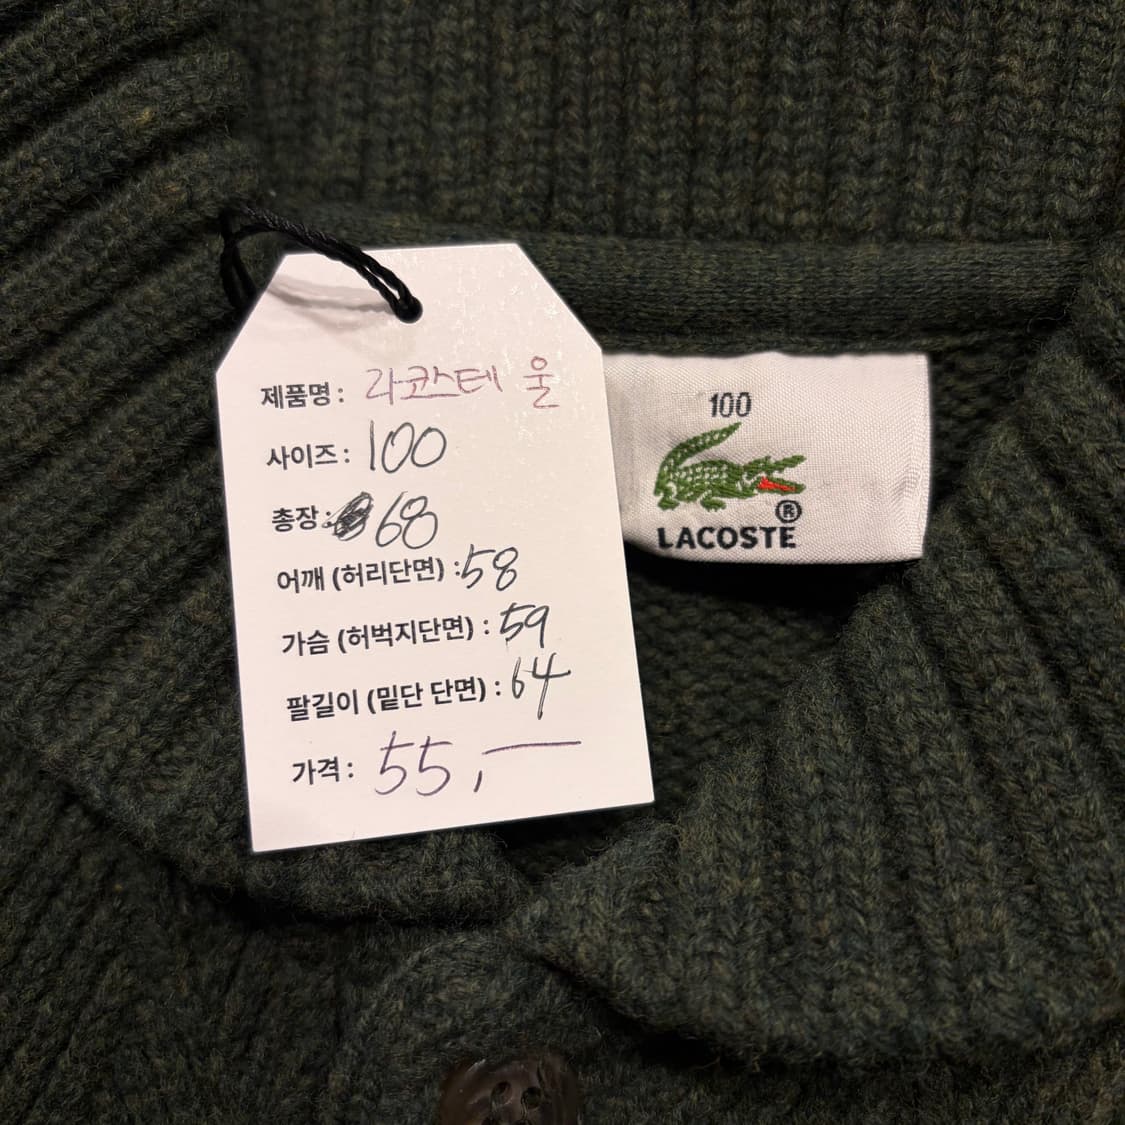 제품명 : 라코스테 울
사이즈 : 100
총장 : 68
어깨 (허리단면) : 58
가슴 (허벅지단면) : 59
팔길이 (밑단 단면) : 64
가격 : 55,—
100
LACOSTE®